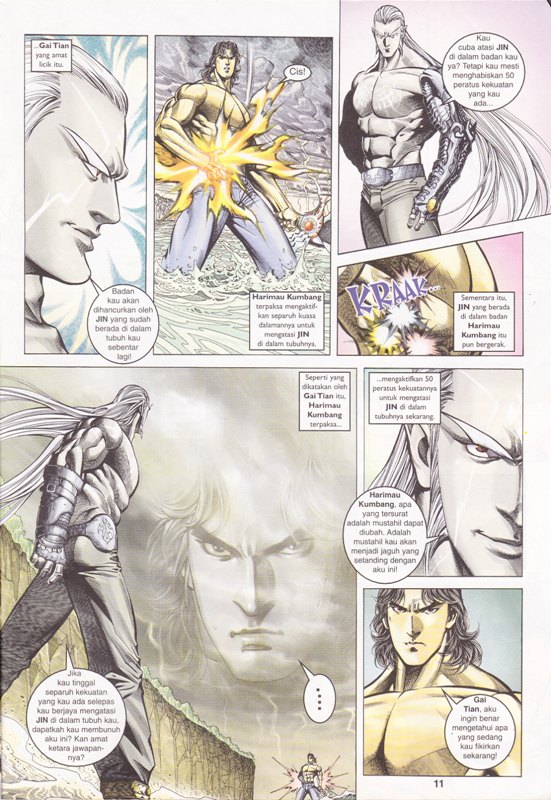 ...Gai Tian
yang amat
licik itu.
Badan
kau akan
dihancurkan oleh
JIN yang sudah
berada di dalam
tubuh kau
sebentar
lagi!
Cis!
Harimau Kumbang
terpaksa mengaktif-
kan separuh kuasa
dalamannya untuk
mengatasi JIN
di dalam tubuhnya.
Kau
cuba atasi JIN
di dalam badan kau
ya? Tetapi kau mesti
menghabiskan 50
peratus kekuatan
yang kau
ada...
KRAAK...
Sementara itu,
JIN yang berada
di dalam badan
Harimau
Kumbang itu
pun bergerak.
Seperti yang
dikatakan oleh
Gai Tian itu,
Harimau
Kumbang
terpaksa...
Jika
kau tinggal
separuh kekuatan
yang kau ada selepas
kau berjaya mengatasi
JIN di dalam tubuh kau,
dapatkah kau membunuh
aku ini? Kan amat
ketara jawapan-
nya?
....
...mengaktifkan 50
peratus kekuatannya
untuk mengatasi
JIN di dalam
tubuhnya sekarang.
Harimau
Kumbang, apa
yang tersurat
adalah mustahil dapat
diubah. Adalah
mustahil kau akan
menjadi jaguh yang
setanding dengan
aku ini!
Gai
Tian, aku
ingin benar
mengetahui apa
yang sedang
kau fikirkan
sekarang!
11